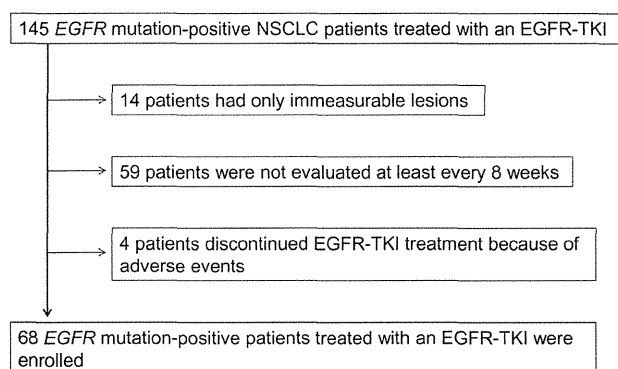 145 EGFR mutation-positive NSCLC patients treated with an EGFR-TKI
14 patients had only immeasurable lesions
59 patients were not evaluated at least every 8 weeks
4 patients discontinued EGFR-TKI treatment because of
adverse events
68 EGFR mutation-positive patients treated with an EGFR-TKI were
enrolled